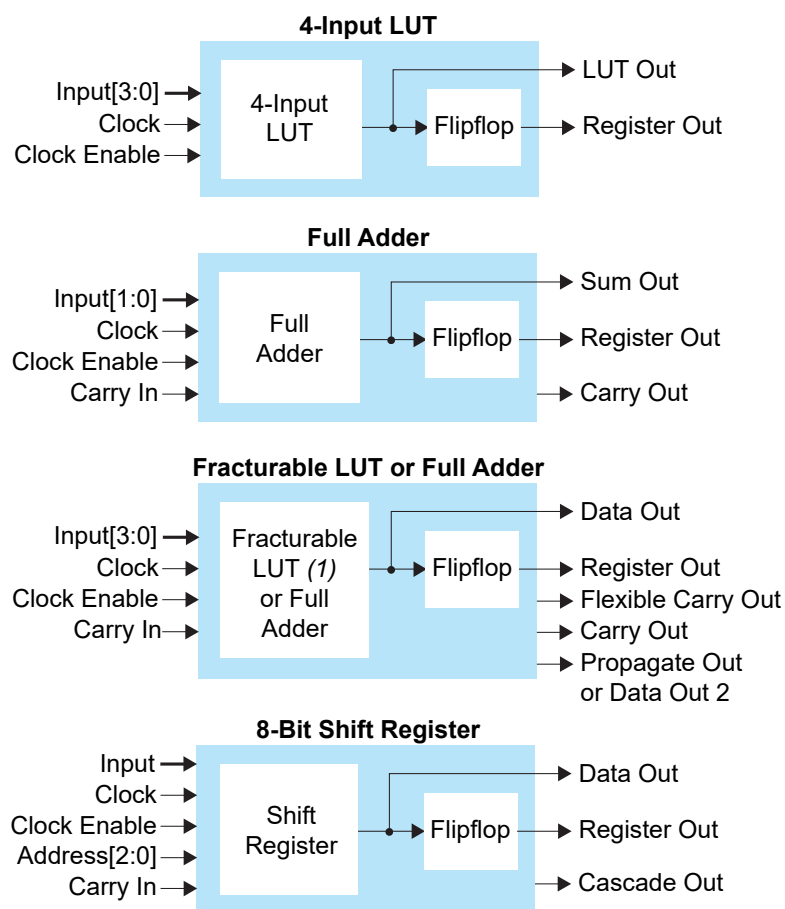 4-Input LUT
Input[3:0]
Clock
Clock Enable
4-Input
LUT
Flipflop
LUT Out
Register Out
Full Adder
Input[1:0]
Clock
Clock Enable
Carry In
Full
Adder
Flipflop
Sum Out
Register Out
Carry Out
Fracturable LUT or Full Adder
Input[3:0]
Clock
Clock Enable
Carry In
Fracturable
LUT (1)
or Full
Adder
Flipflop
Data Out
Register Out
Flexible Carry Out
Carry Out
Propagate Out
or Data Out 2
8-Bit Shift Register
Input
Clock
Clock Enable
Address[2:0]
Carry In
Shift
Register
Flipflop
Data Out
Register Out
Cascade Out